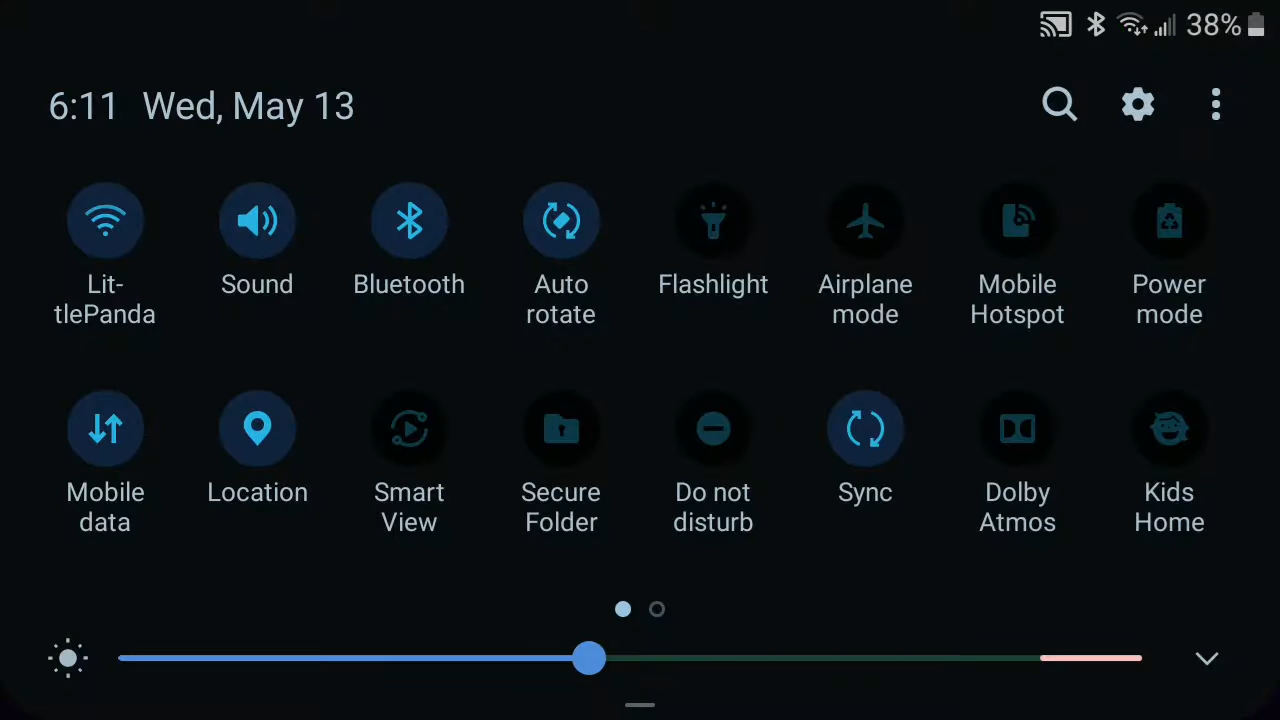 38%
6:11 Wed, May 13
Lit-
tlePanda
Sound
Bluetooth
Auto
rotate
Flashlight
Airplane
mode
Mobile
Hotspot
Power
mode
Mobile
data
Location
Smart
View
Secure
Folder
Do not
disturb
Sync
Dolby
Atmos
Kids
Home